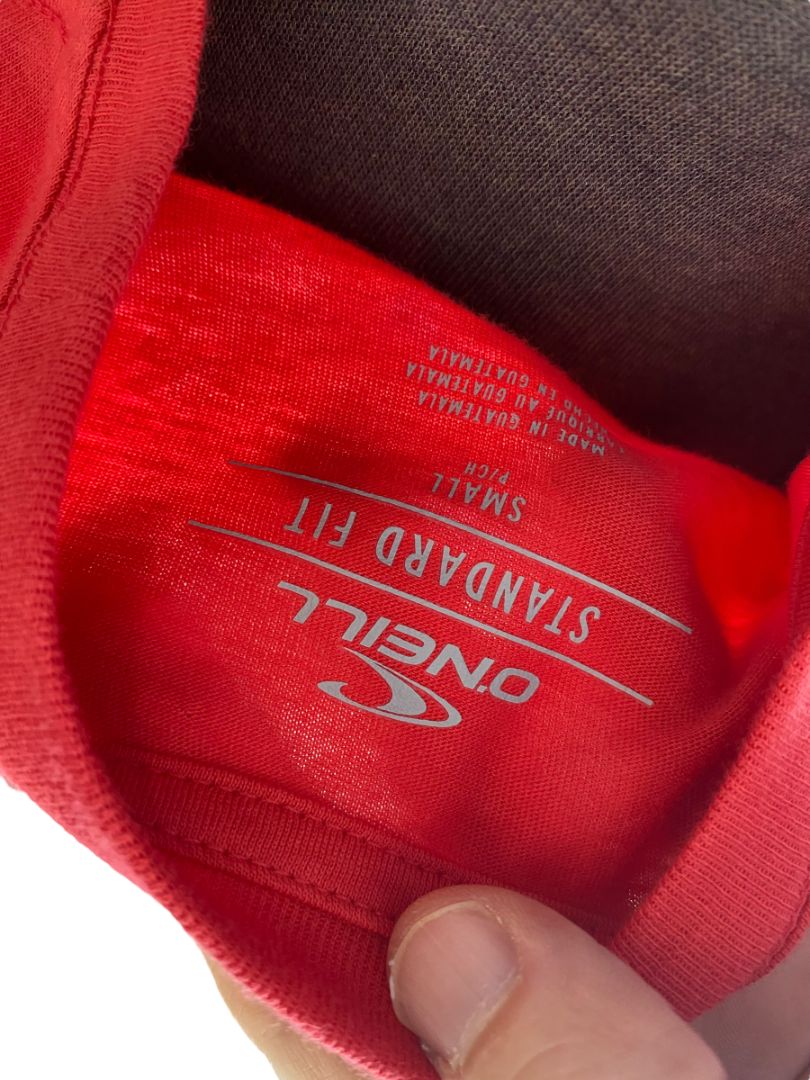 O'NEILL
STANDARD FIT
SMALL
P/CH
MADE IN GUATEMALA
FABRIQUÉ AU GUATEMALA
HECHO EN GUATEMALA